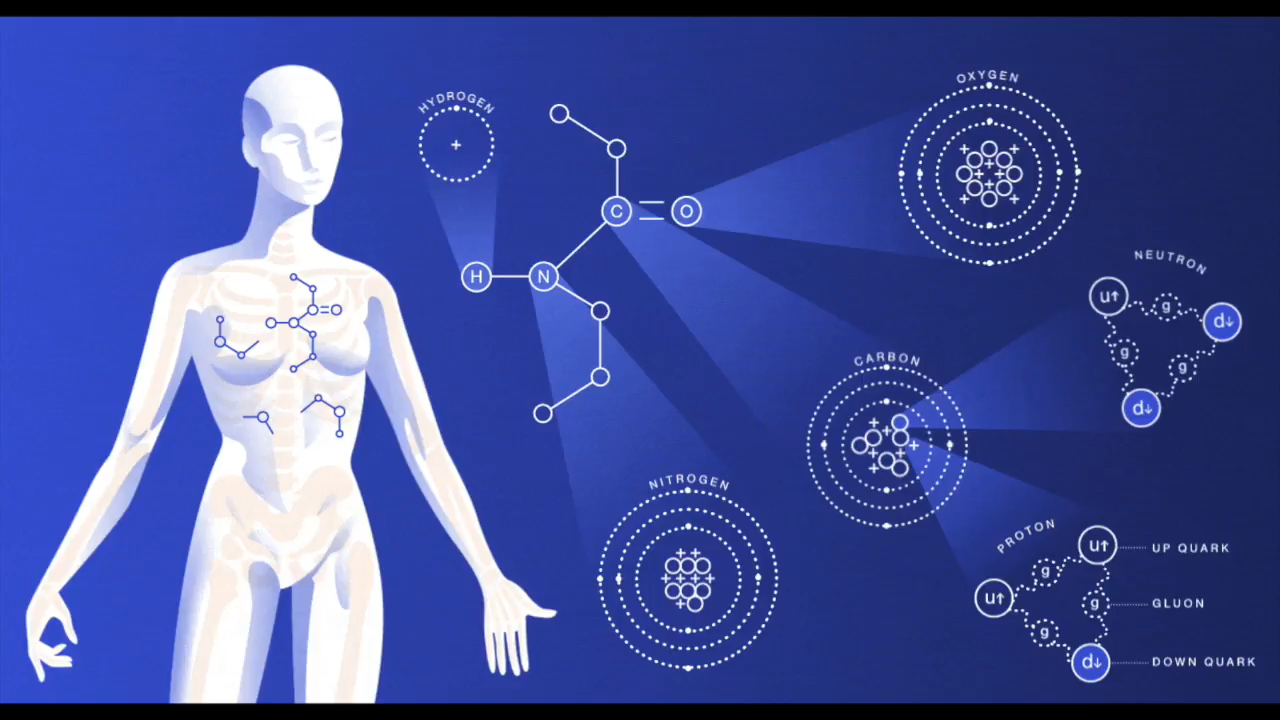 HYDROGEN
+
C
O
H
N
OXYGEN
NEUTRON
u↑
g
d↓
g
g
d↓
CARBON
NITROGEN
PROTON
u↑
UP QUARK
g
u↑
g
GLUON
g
d↓
DOWN QUARK